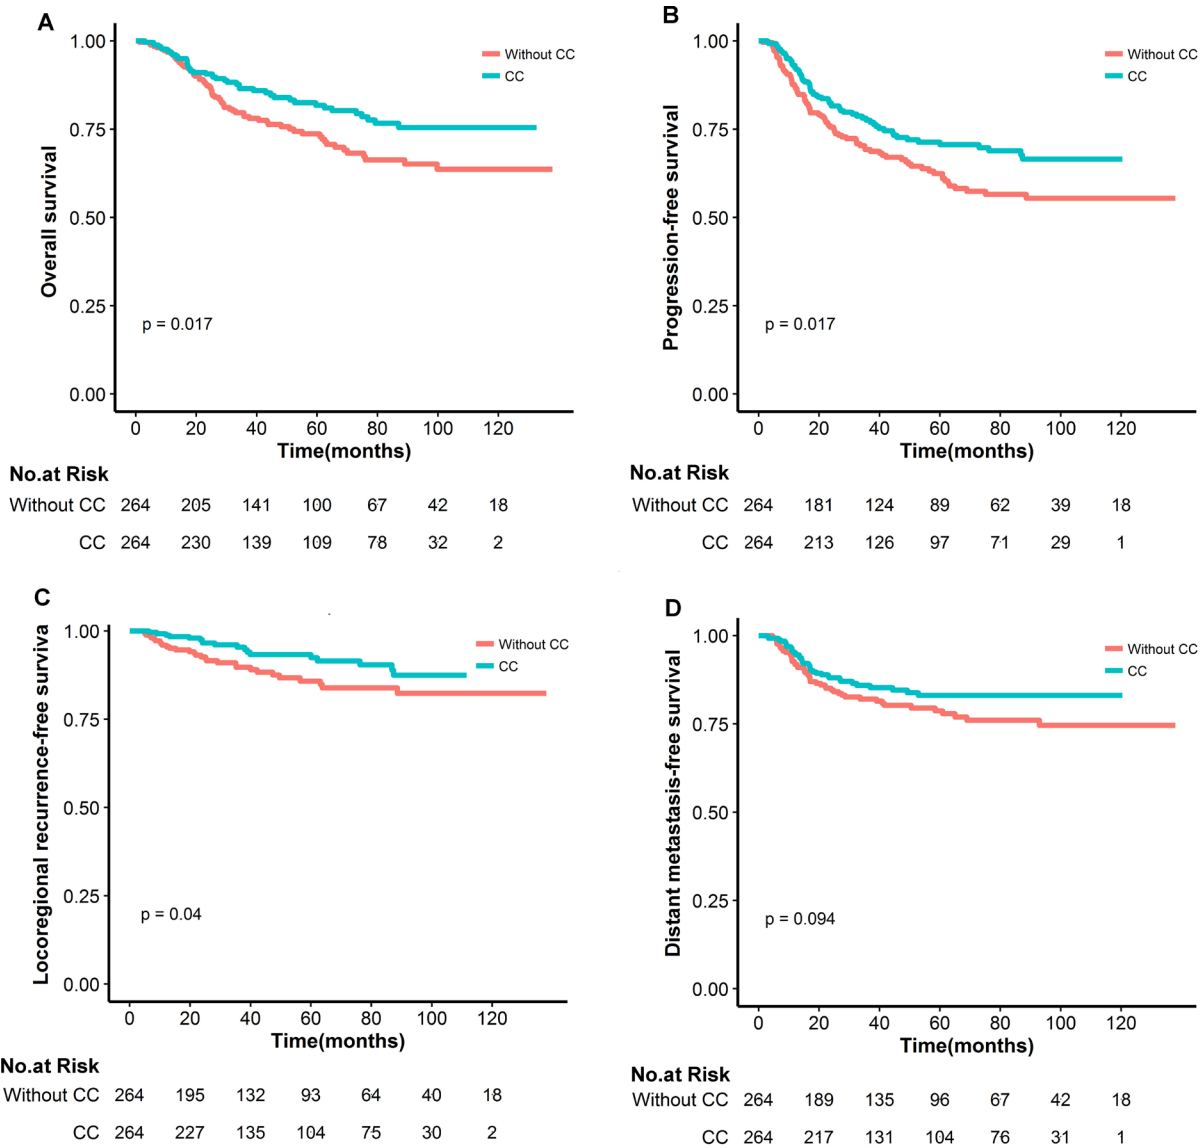 A
Overall survival
1.00
0.75
0.50
0.25
0.00
Without CC
CC
p = 0.017
0 20 40 60 80 100 120
Time(months)
No.at Risk
Without CC 264 205 141 100 67 42 18
CC 264 230 139 109 78 32 2
B
Progression-free survival
1.00
0.75
0.50
0.25
0.00
Without CC
CC
p = 0.017
0 20 40 60 80 100 120
Time(months)
No.at Risk
Without CC 264 181 124 89 62 39 18
CC 264 213 126 97 71 29 1
C
Locoregional recurrence-free surviva
1.00
0.75
0.50
0.25
0.00
Without CC
CC
p = 0.04
0 20 40 60 80 100 120
Time(months)
No.at Risk
Without CC 264 195 132 93 64 40 18
CC 264 227 135 104 75 30 2
D
Distant metastasis-free survival
1.00
0.75
0.50
0.25
0.00
Without CC
CC
p = 0.094
0 20 40 60 80 100 120
Time(months)
No.at Risk
Without CC 264 189 135 96 67 42 18
CC 264 217 131 104 76 31 1